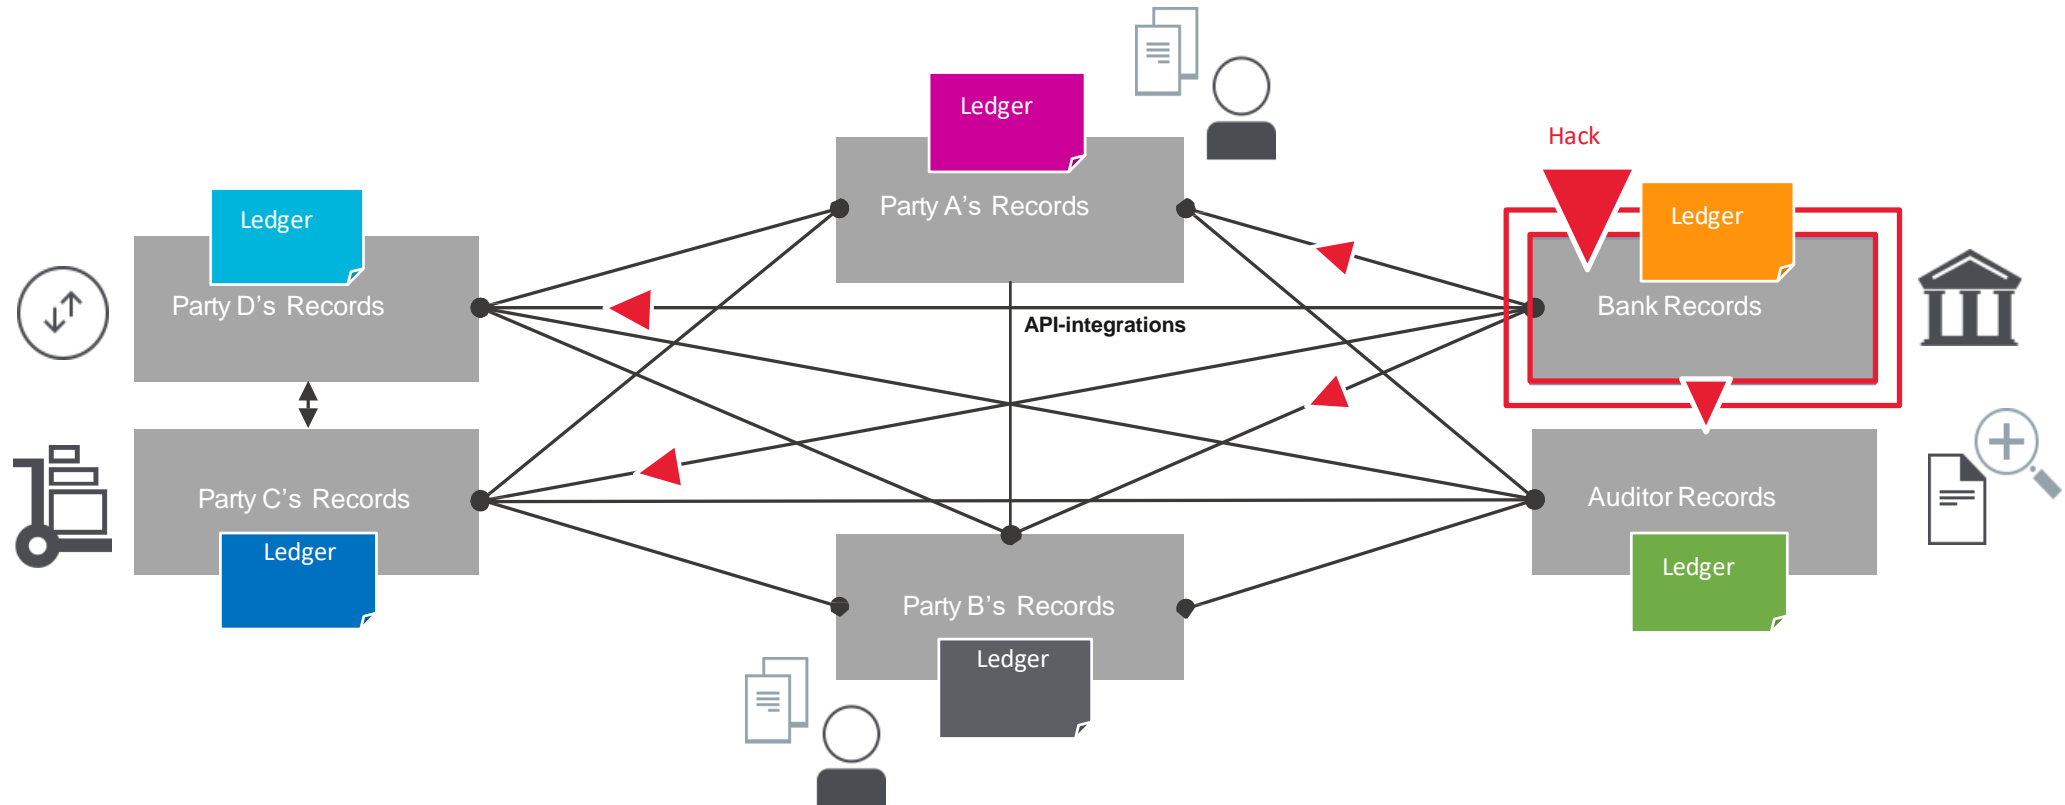 Ledger
Party A's Records
Hack
Ledger
Party D's Records
Ledger
Bank Records
API-integrations
Party C's Records
Ledger
Auditor Records
Ledger
Party B's Records
Ledger